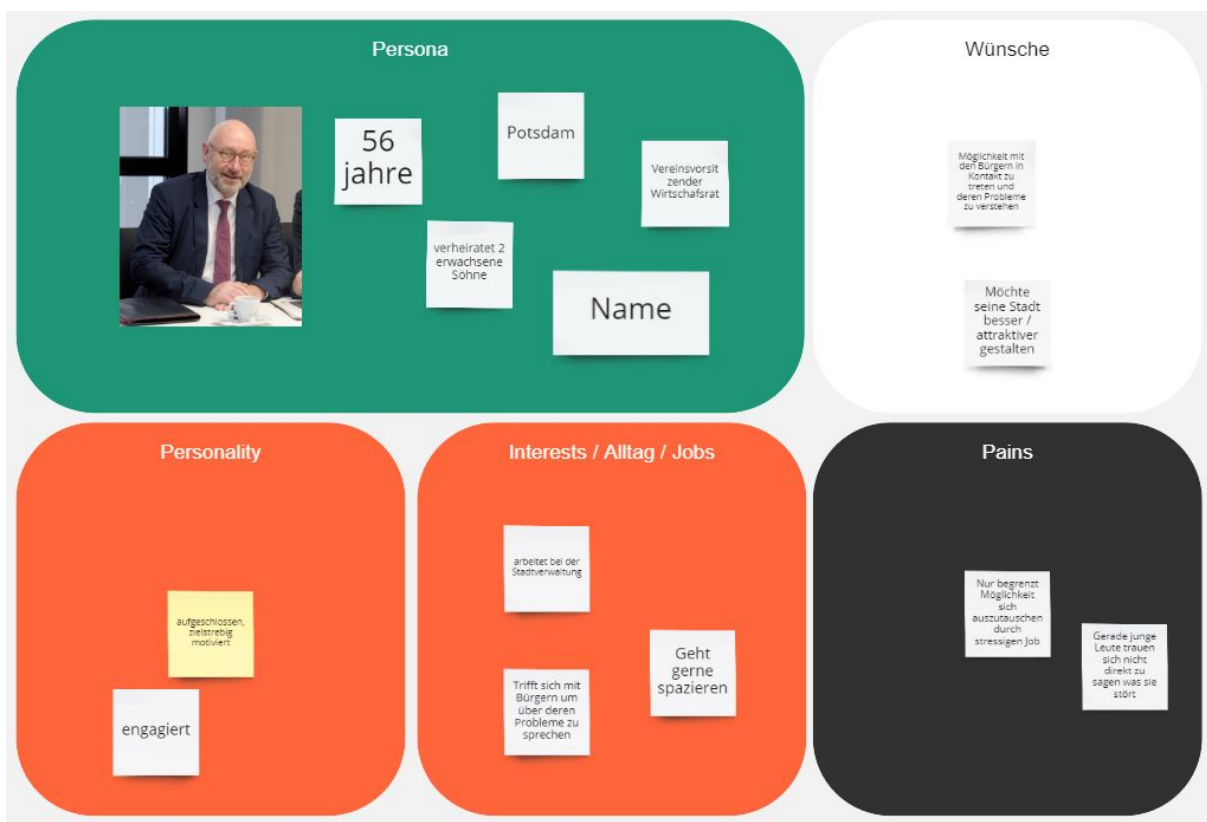 Persona
56
jahre
Potsdam
Vereinsvorsit
zender
Wirtschafsrat
verheiratet 2
erwachsene
Söhne
Name
Wünsche
Möglichkeit mit
den Bürgern in
Kontakt zu
treten und
deren Probleme
zu verstehen
Möchte
seine Stadt
besser /
attraktiver
gestalten
Personality
aufgeschlossen,
zielstrebig
motiviert
engagiert
Interests / Alltag / Jobs
arbeitet bei der
Stadtverwaltung
Geht
gerne
spazieren
Trifft sich mit
Bürgern um
über deren
Probleme zu
sprechen
Pains
Nur begrenzt
Möglichkeit
sich
auszutauschen
durch
stressigen Job
Gerade junge
Leute trauen
sich nicht
direkt zu
sagen was sie
stört